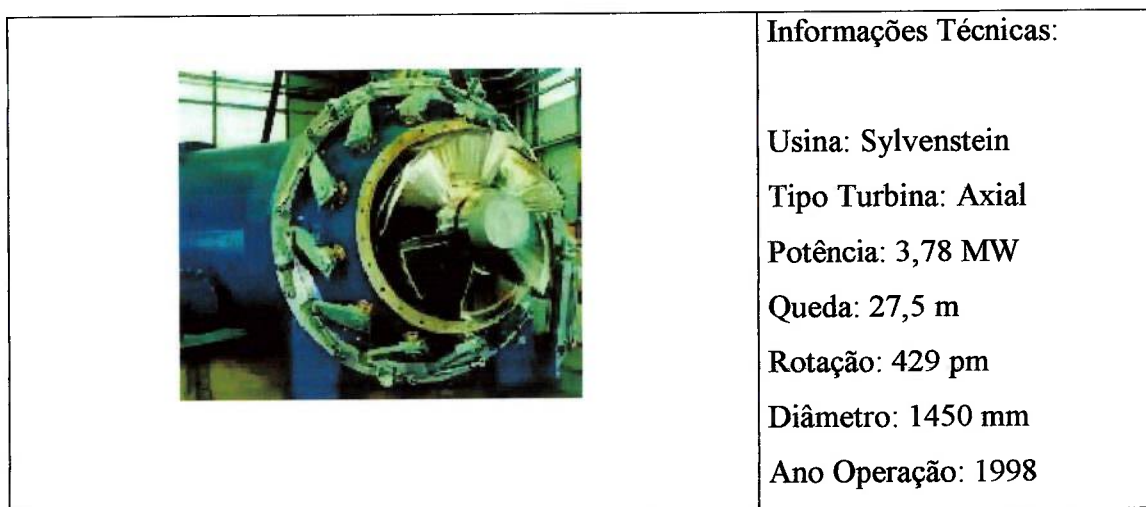 Informações Técnicas:
Usina: Sylvenstein
Tipo Turbina: Axial
Potência: 3,78 MW
Queda: 27,5 m
Rotação: 429 pm
Diâmetro: 1450 mm
Ano Operação: 1998